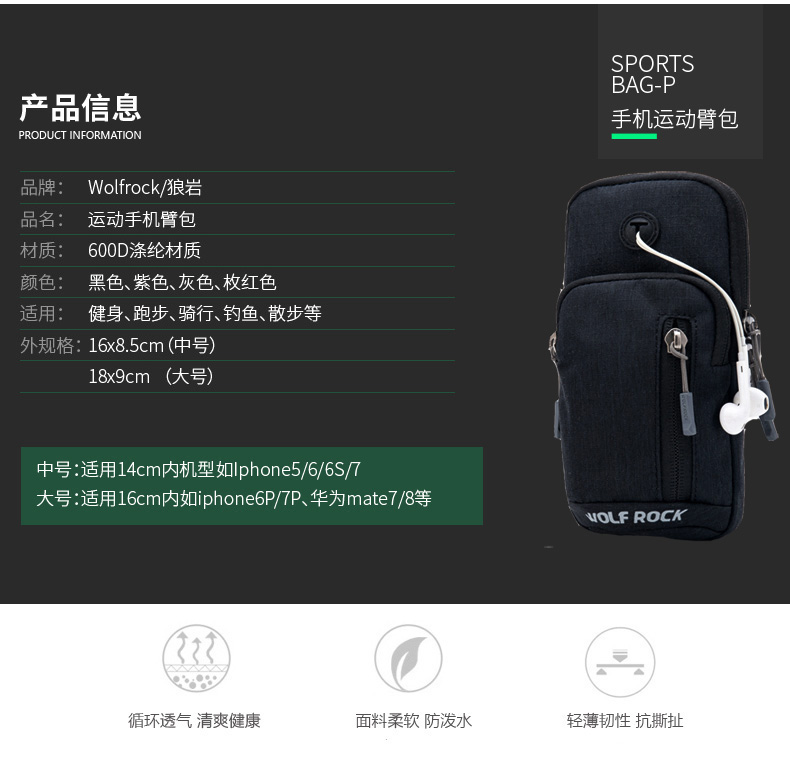 SPORTS
BAG-P
手机运动臂包
产品信息
PRODUCT INFORMATION
品牌： Wolfrock/狼岩
品名： 运动手机臂包
材质： 600D涤纶材质
颜色： 黑色、紫色、灰色、枚红色
适用： 健身、跑步、骑行、钓鱼、散步等
外规格：16x8.5cm（中号）
18x9cm （大号）
中号：适用14cm内机型如Iphone5/6/6S/7
大号：适用16cm内如iphone6P/7P、华为mate7/8等
WOLF ROCK
循环透气 清爽健康
面料柔软 防泼水
轻薄韧性 抗撕扯